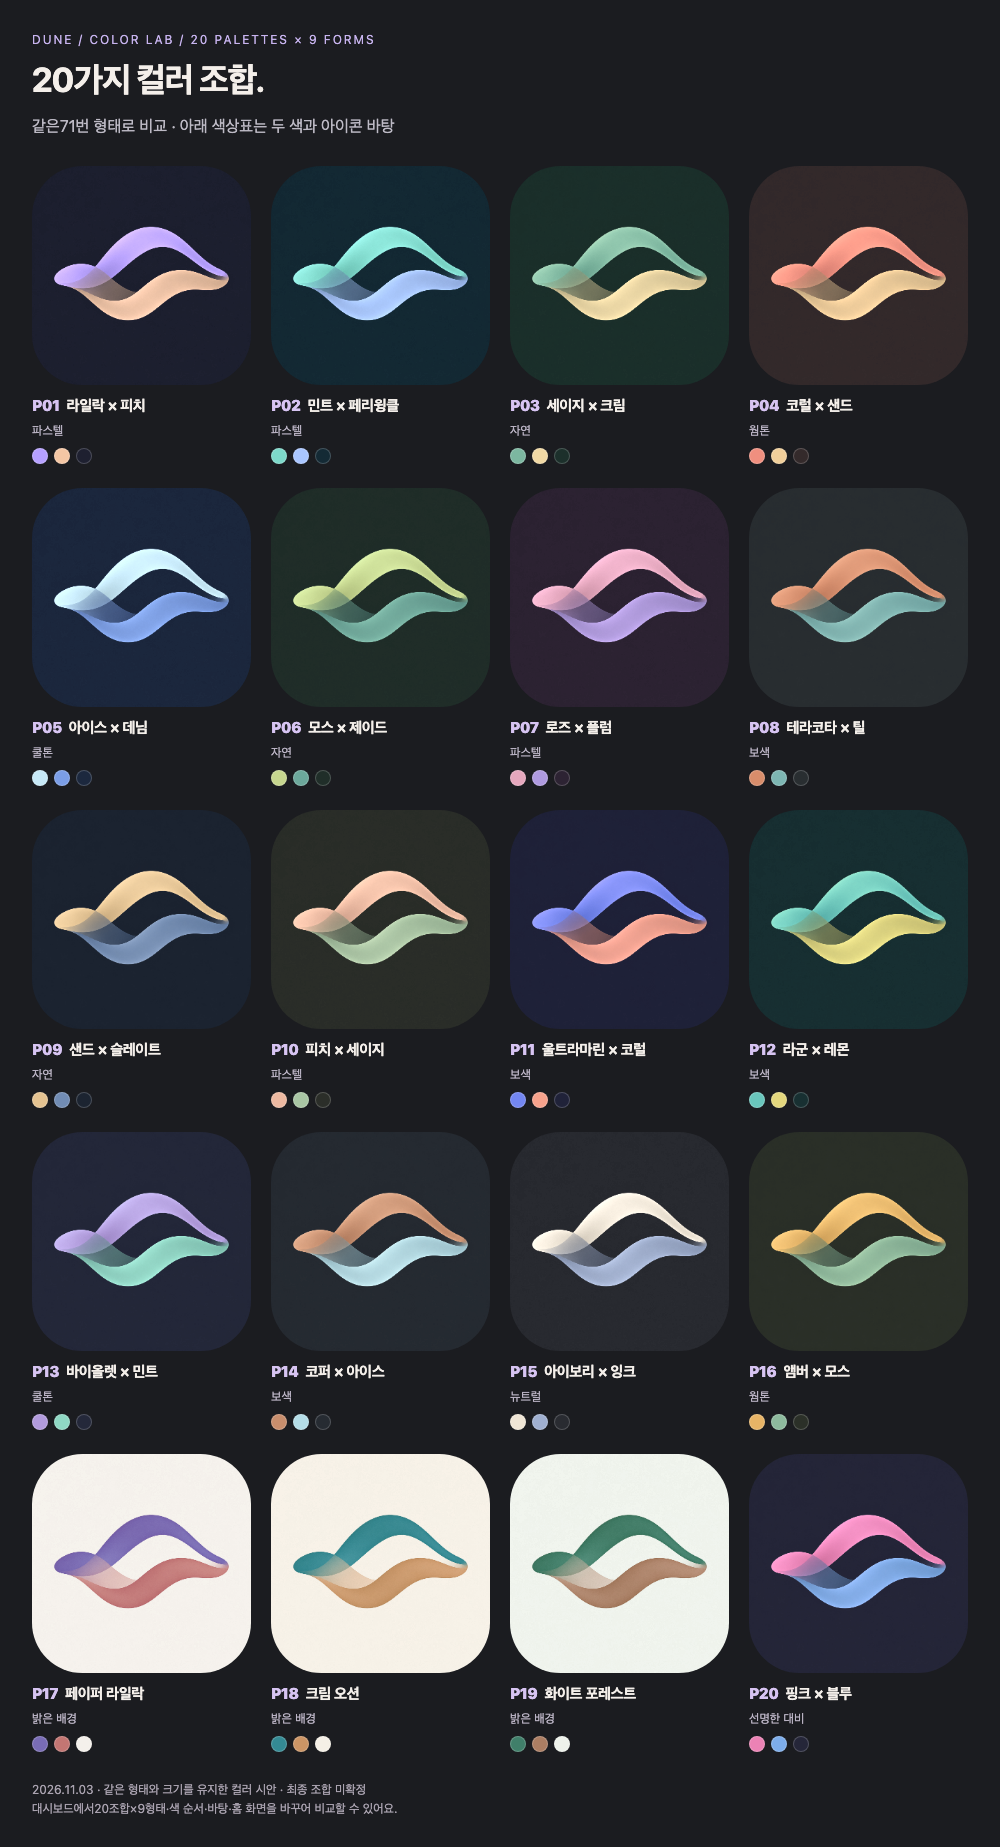 DUNE / COLOR LAB / 20 PALETTES × 9 FORMS
20가지 컬러 조합.
같은71번 형태로 비교 · 아래 색상표는 두 색과 아이콘 바탕
P01 라일락 × 피치
파스텔
P02 민트 × 페리윙클
파스텔
P03 세이지 × 크림
자연
P04 코럴 × 샌드
웜톤
P05 아이스 × 데님
쿨톤
P06 모스 × 제이드
자연
P07 로즈 × 플럼
파스텔
P08 테라코타 × 틸
보색
P09 샌드 × 슬레이트
자연
P10 피치 × 세이지
파스텔
P11 울트라마린 × 코럴
보색
P12 라군 × 레몬
보색
P13 바이올렛 × 민트
쿨톤
P14 코퍼 × 아이스
보색
P15 아이보리 × 잉크
뉴트럴
P16 앰버 × 모스
웜톤
P17 페이퍼 라일락
밝은 배경
P18 크림 오션
밝은 배경
P19 화이트 포레스트
밝은 배경
P20 핑크 × 블루
선명한 대비
2026.11.03 · 같은 형태와 크기를 유지한 컬러 시안 · 최종 조합 미확정
대시보드에서20조합×9형태·색 순서·바탕·홈 화면을 바꾸어 비교할 수 있어요.